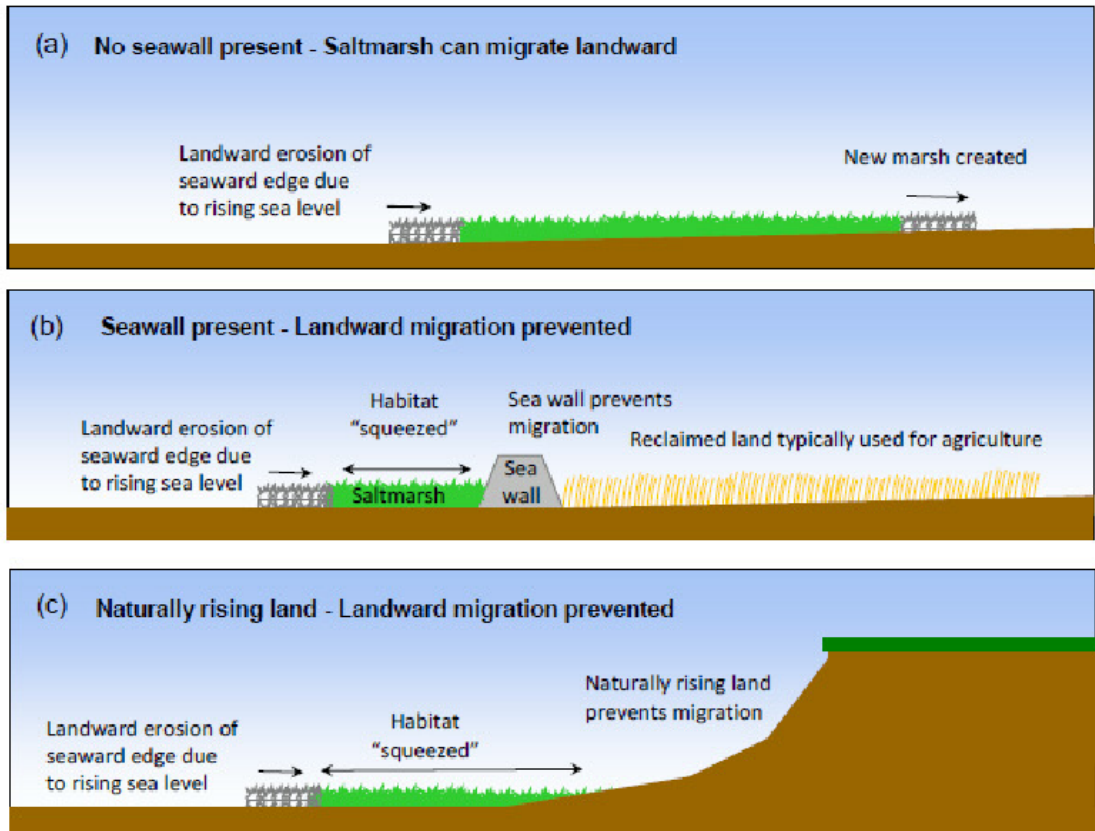 (a) No seawall present - Saltmarsh can migrate landward
Landward erosion of
seaward edge due
to rising sea level
New marsh created
(b) Seawall present - Landward migration prevented
Landward erosion of
seaward edge due
to rising sea level
Habitat
"squeezed"
Saltmarsh
Sea wall prevents
migration
Sea
wall
Reclaimed land typically used for agriculture
(c) Naturally rising land - Landward migration prevented
Landward erosion of
seaward edge due
to rising sea level
Habitat
"squeezed"
Naturally rising land
prevents migration